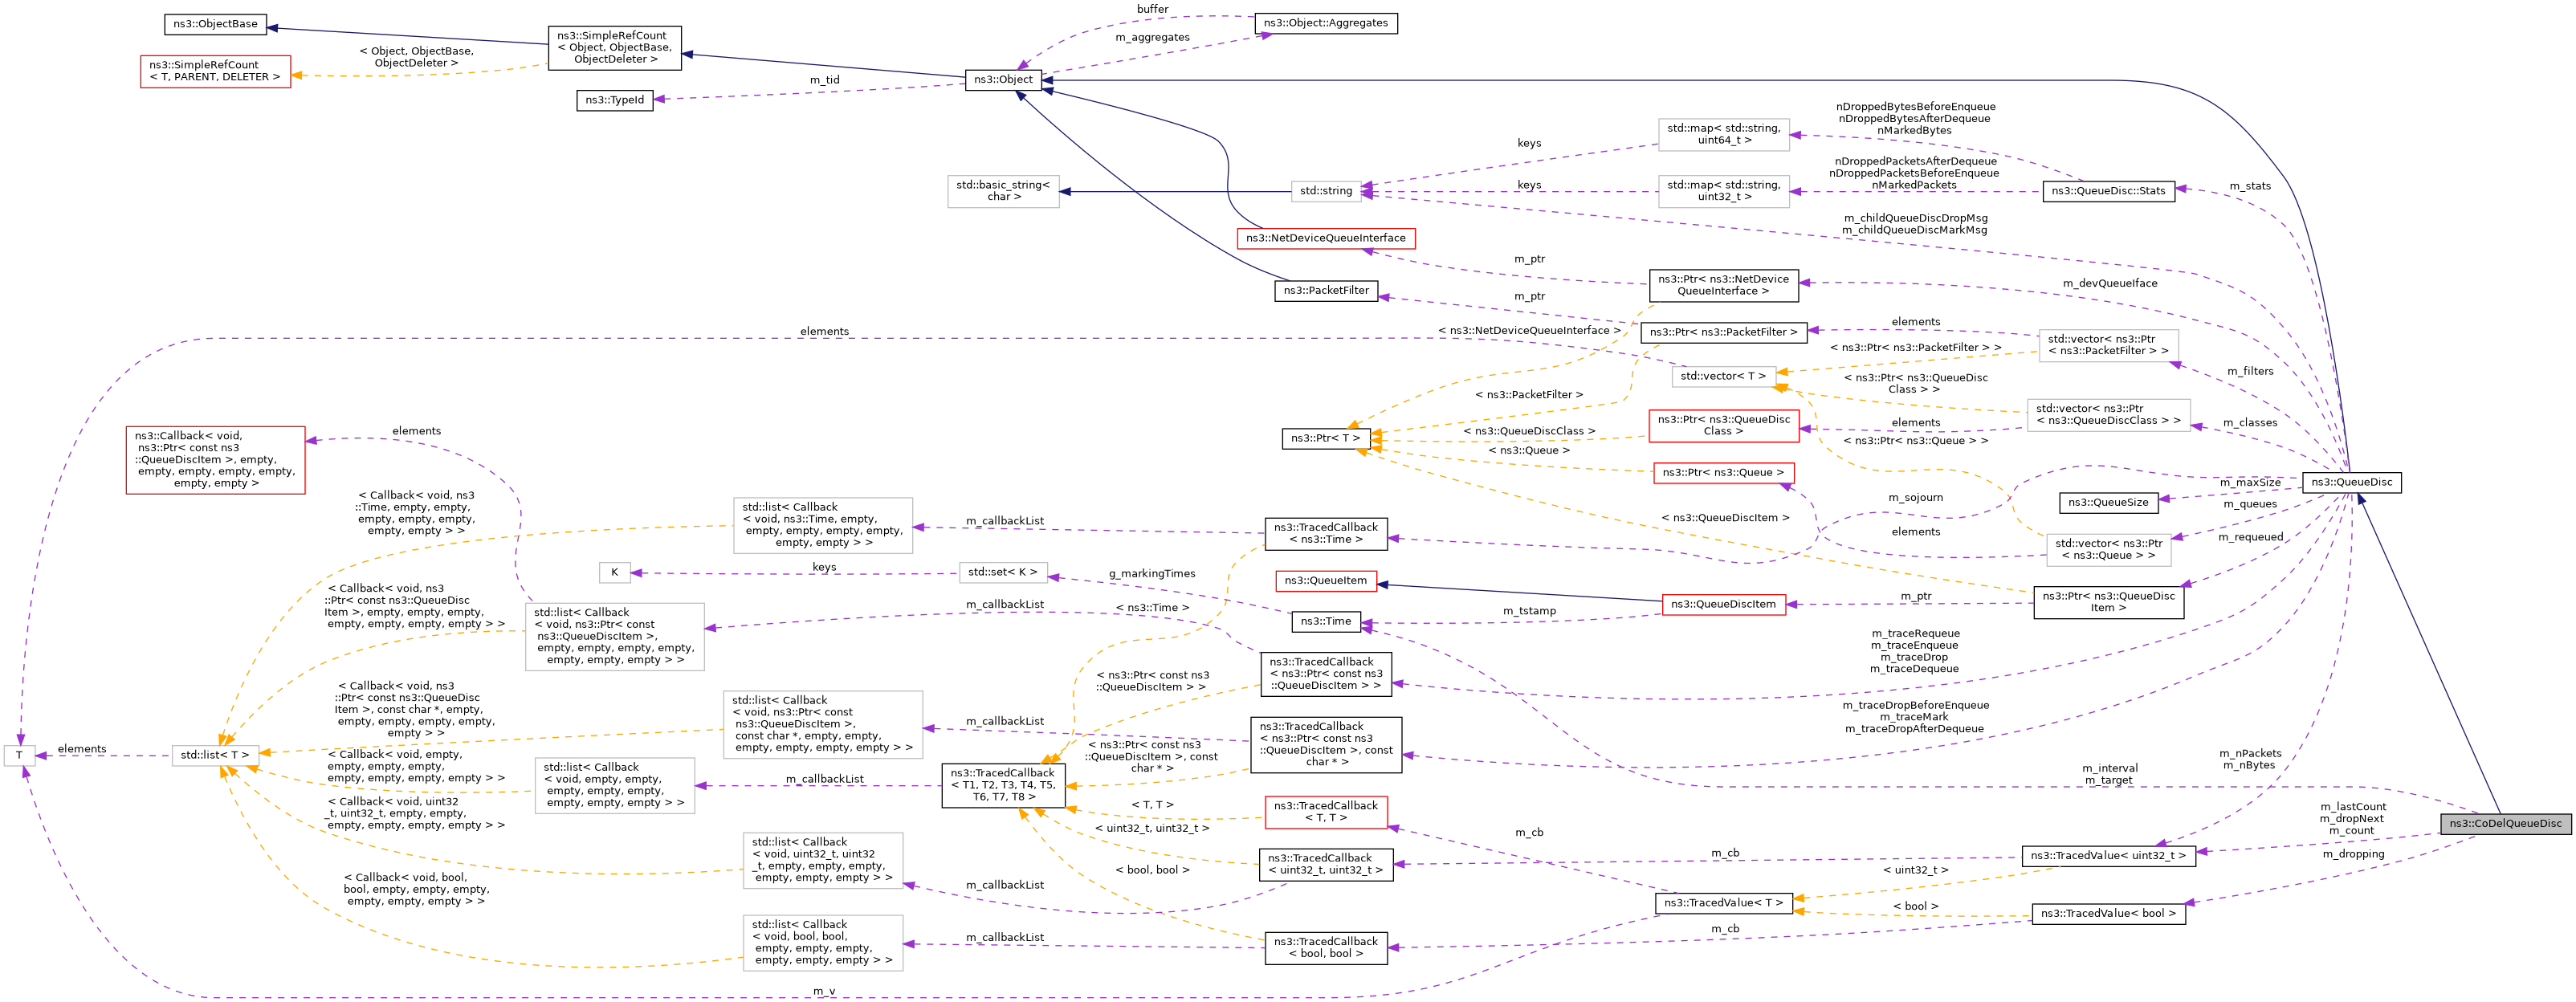 ns3::ObjectBase
ns3::SimpleRefCount
< T, PARENT, DELETER >
< Object, ObjectBase,
ObjectDeleter >
ns3::SimpleRefCount
< Object, ObjectBase,
ObjectDeleter >
ns3::TypeId
m_tid
ns3::Object
buffer
m_aggregates
ns3::Object::Aggregates
std::basic_string<
char >
std::string
keys
keys
std::map< std::string,
uint64_t >
std::map< std::string,
uint32_t >
nDroppedBytesBeforeEnqueue
nDroppedBytesAfterDequeue
nMarkedBytes
nDroppedPacketsAfterDequeue
nDroppedPacketsBeforeEnqueue
nMarkedPackets
ns3::QueueDisc::Stats
m_stats
m_childQueueDiscDropMsg
m_childQueueDiscMarkMsg
ns3::NetDeviceQueueInterface
ns3::PacketFilter
m_ptr
m_ptr
ns3::Ptr< ns3::NetDevice
QueueInterface >
m_devQueueIface
ns3::Ptr< ns3::PacketFilter >
elements
elements
< ns3::NetDeviceQueueInterface >
std::vector< ns3::Ptr
< ns3::PacketFilter > >
< ns3::Ptr< ns3::PacketFilter > >
m_filters
std::vector< T >
< ns3::Ptr< ns3::QueueDisc
Class > >
std::vector< ns3::Ptr
< ns3::QueueDiscClass > >
m_classes
< ns3::PacketFilter >
ns3::Ptr< ns3::QueueDisc
Class >
elements
ns3::Ptr< T >
< ns3::QueueDiscClass >
< ns3::Queue >
< ns3::Ptr< ns3::Queue > >
ns3::Ptr< ns3::Queue >
ns3::QueueDisc
m_maxSize
ns3::QueueSize
m_sojourn
m_queues
< ns3::QueueDiscItem >
elements
std::vector< ns3::Ptr
< ns3::Queue > >
m_requeued
ns3::Callback< void,
ns3::Ptr< const ns3
::QueueDiscItem >, empty,
empty, empty, empty, empty,
empty, empty >
elements
< Callback< void, ns3
::Time, empty, empty,
empty, empty, empty,
empty, empty > >
std::list< Callback
< void, ns3::Time, empty,
empty, empty, empty, empty,
empty, empty > >
m_callbackList
ns3::TracedCallback
< ns3::Time >
K
keys
std::set< K >
g_markingTimes
ns3::QueueItem
ns3::Time
m_tstamp
ns3::QueueDiscItem
m_ptr
ns3::Ptr< ns3::QueueDisc
Item >
< Callback< void, ns3
::Ptr< const ns3::QueueDisc
Item >, empty, empty, empty,
empty, empty, empty, empty > >
std::list< Callback
< void, ns3::Ptr< const
ns3::QueueDiscItem >,
empty, empty, empty, empty,
empty, empty, empty > >
m_callbackList
< ns3::Time >
ns3::TracedCallback
< ns3::Ptr< const ns3
::QueueDiscItem > >
m_traceRequeue
m_traceEnqueue
m_traceDrop
m_traceDequeue
< ns3::Ptr< const ns3
::QueueDiscItem > >
< Callback< void, ns3
::Ptr< const ns3::QueueDisc
Item >, const char *, empty,
empty, empty, empty, empty,
empty > >
std::list< Callback
< void, ns3::Ptr< const
ns3::QueueDiscItem >,
const char *, empty, empty,
empty, empty, empty, empty > >
m_callbackList
ns3::TracedCallback
< ns3::Ptr< const ns3
::QueueDiscItem >, const
char * >
m_traceDropBeforeEnqueue
m_traceMark
m_traceDropAfterDequeue
T
elements
std::list< T >
< Callback< void, empty,
empty, empty, empty,
empty, empty, empty, empty > >
std::list< Callback
< void, empty, empty,
empty, empty, empty,
empty, empty, empty > >
m_callbackList
ns3::TracedCallback
< T1, T2, T3, T4, T5,
T6, T7, T8 >
< ns3::Ptr< const ns3
::QueueDiscItem >, const
char * >
m_nPackets
m_nBytes
m_interval
m_target
< Callback< void, uint32
_t, uint32_t, empty, empty,
empty, empty, empty, empty > >
< T, T >
ns3::TracedCallback
< T, T >
m_cb
m_lastCount
m_dropNext
m_count
ns3::CoDelQueueDisc
std::list< Callback
< void, uint32_t, uint32
_t, empty, empty, empty,
empty, empty, empty > >
m_callbackList
< uint32_t, uint32_t >
ns3::TracedCallback
< uint32_t, uint32_t >
m_cb
ns3::TracedValue< uint32_t >
m_dropping
< uint32_t >
< Callback< void, bool,
bool, empty, empty, empty,
empty, empty, empty > >
< bool, bool >
ns3::TracedValue< T >
< bool >
ns3::TracedValue< bool >
std::list< Callback
< void, bool, bool,
empty, empty, empty,
empty, empty, empty > >
m_callbackList
ns3::TracedCallback
< bool, bool >
m_cb
m_v